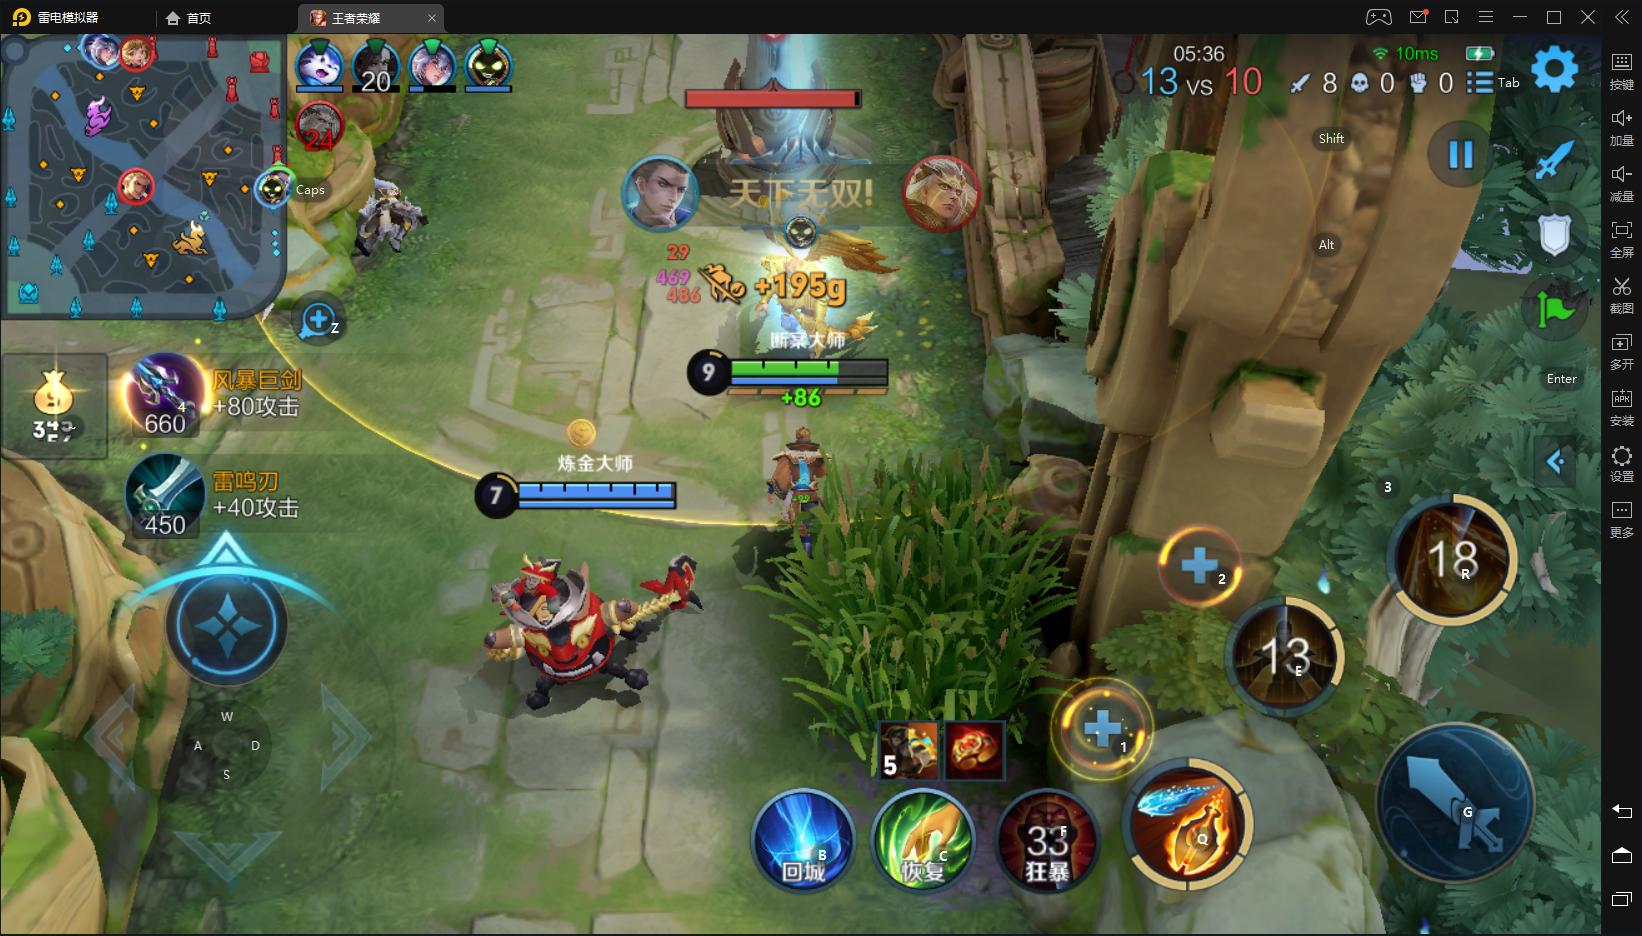 雷电模拟器
首页
王者荣耀
05:36
10ms
13 vs 10
8
0
0
Tab
20
24
Caps
Shift
Alt
Enter
Z
天下无双!
29
469
486
+195g
断案大师
9
+86
炼金大师
7
风暴巨剑
+80攻击
4
660
雷鸣刃
+40攻击
450
W
A
D
S
3
18
R
2
13
E
1
5
B
回城
C
恢复
33
F
狂暴
Q
G
按键
加量
减量
全屏
截图
多开
APK
安装
设置
更多